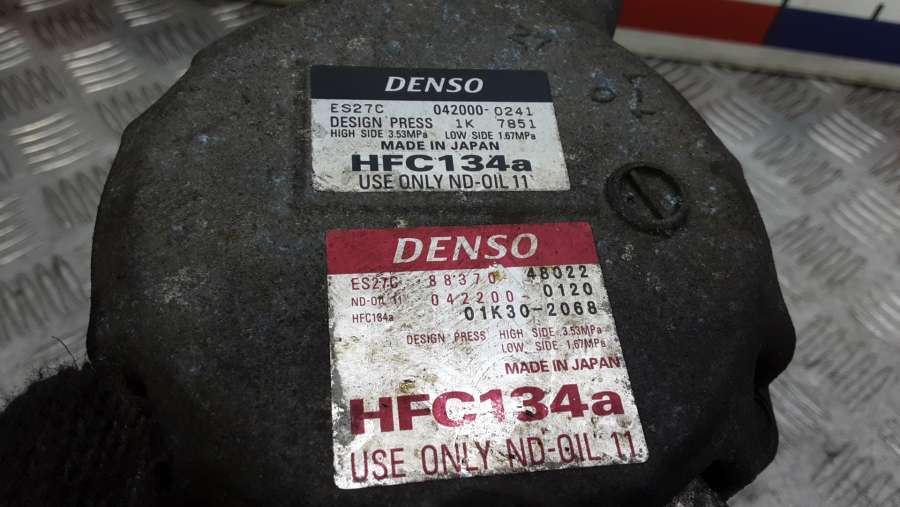 DENSO
ES27C 042000-0241
DESIGN PRESS 1K 7851
HIGH SIDE 3.53MPa LOW SIDE 1.67MPa
MADE IN JAPAN
HFC134a
USE ONLY ND-OIL 11
DENSO
ES27C 88370-48022
ND-OIL 11 042200-0120
HFC134a 01K30-2068
DESIGN PRESS HIGH SIDE 3.53MPa
LOW SIDE 1.67MPa
MADE IN JAPAN
HFC134a
USE ONLY ND-OIL 11